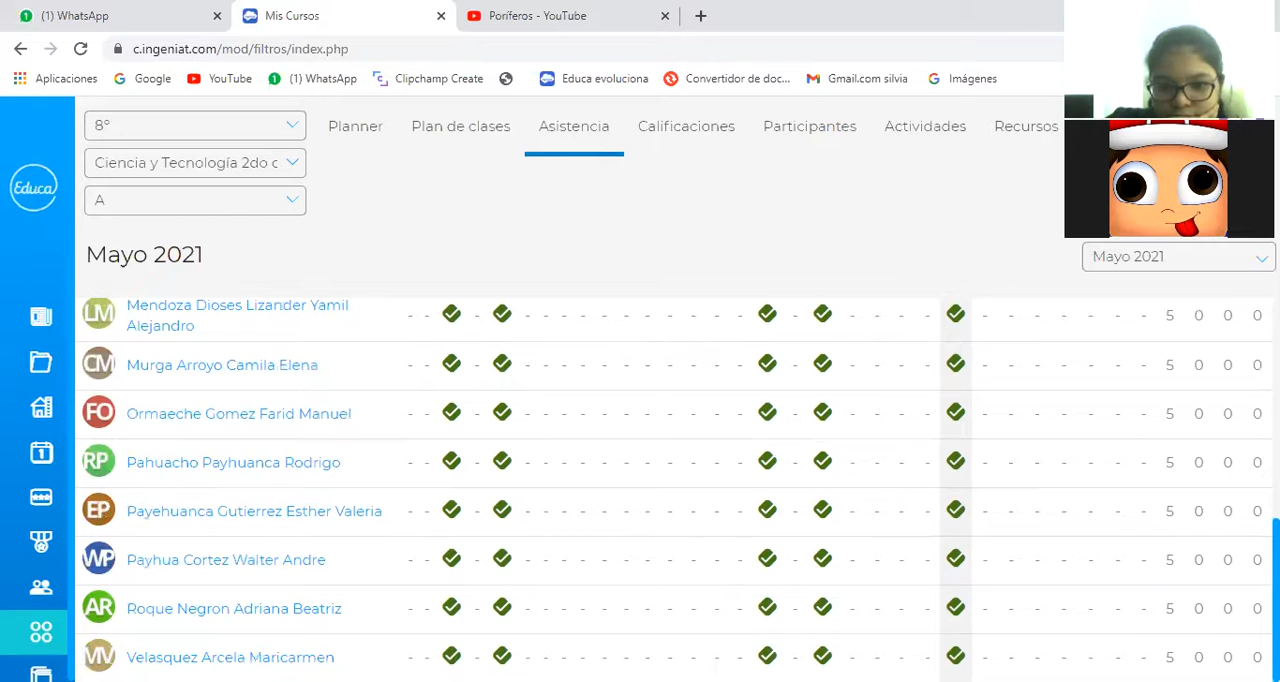 (1) WhatsApp
Mis Cursos
Poríferos - YouTube
c.ingeniat.com/mod/filtros/index.php
Aplicaciones Google YouTube (1) WhatsApp Clipchamp Create Educa evoluciona Convertidor de doc... Gmail.com silvia Imágenes
8°
Planner Plan de clases Asistencia Calificaciones Participantes Actividades Recursos
Ciencia y Tecnología 2do c
Educa
A
Mayo 2021
Mayo 2021
LM Mendoza Dioses Lizander Yamil
Alejandro
- - - - - - - - - - - - - - - - - - - - - - - - - - 5 0 0 0
CM Murga Arroyo Camila Elena - - - - - - - - - - - - - - - - - - - - - - - - - - 5 0 0 0
FO Ormaeche Gomez Farid Manuel - - - - - - - - - - - - - - - - - - - - - - - - - - 5 0 0 0
RP Pahuacho Payhuanca Rodrigo - - - - - - - - - - - - - - - - - - - - - - - - - - 5 0 0 0
EP Payehuanca Gutierrez Esther Valeria - - - - - - - - - - - - - - - - - - - - - - - - - - 5 0 0 0
WP Payhua Cortez Walter Andre - - - - - - - - - - - - - - - - - - - - - - - - - - 5 0 0 0
AR Roque Negron Adriana Beatriz - - - - - - - - - - - - - - - - - - - - - - - - - - 5 0 0 0
MV Velasquez Arcela Maricarmen - - - - - - - - - - - - - - - - - - - - - - - - - - 5 0 0 0